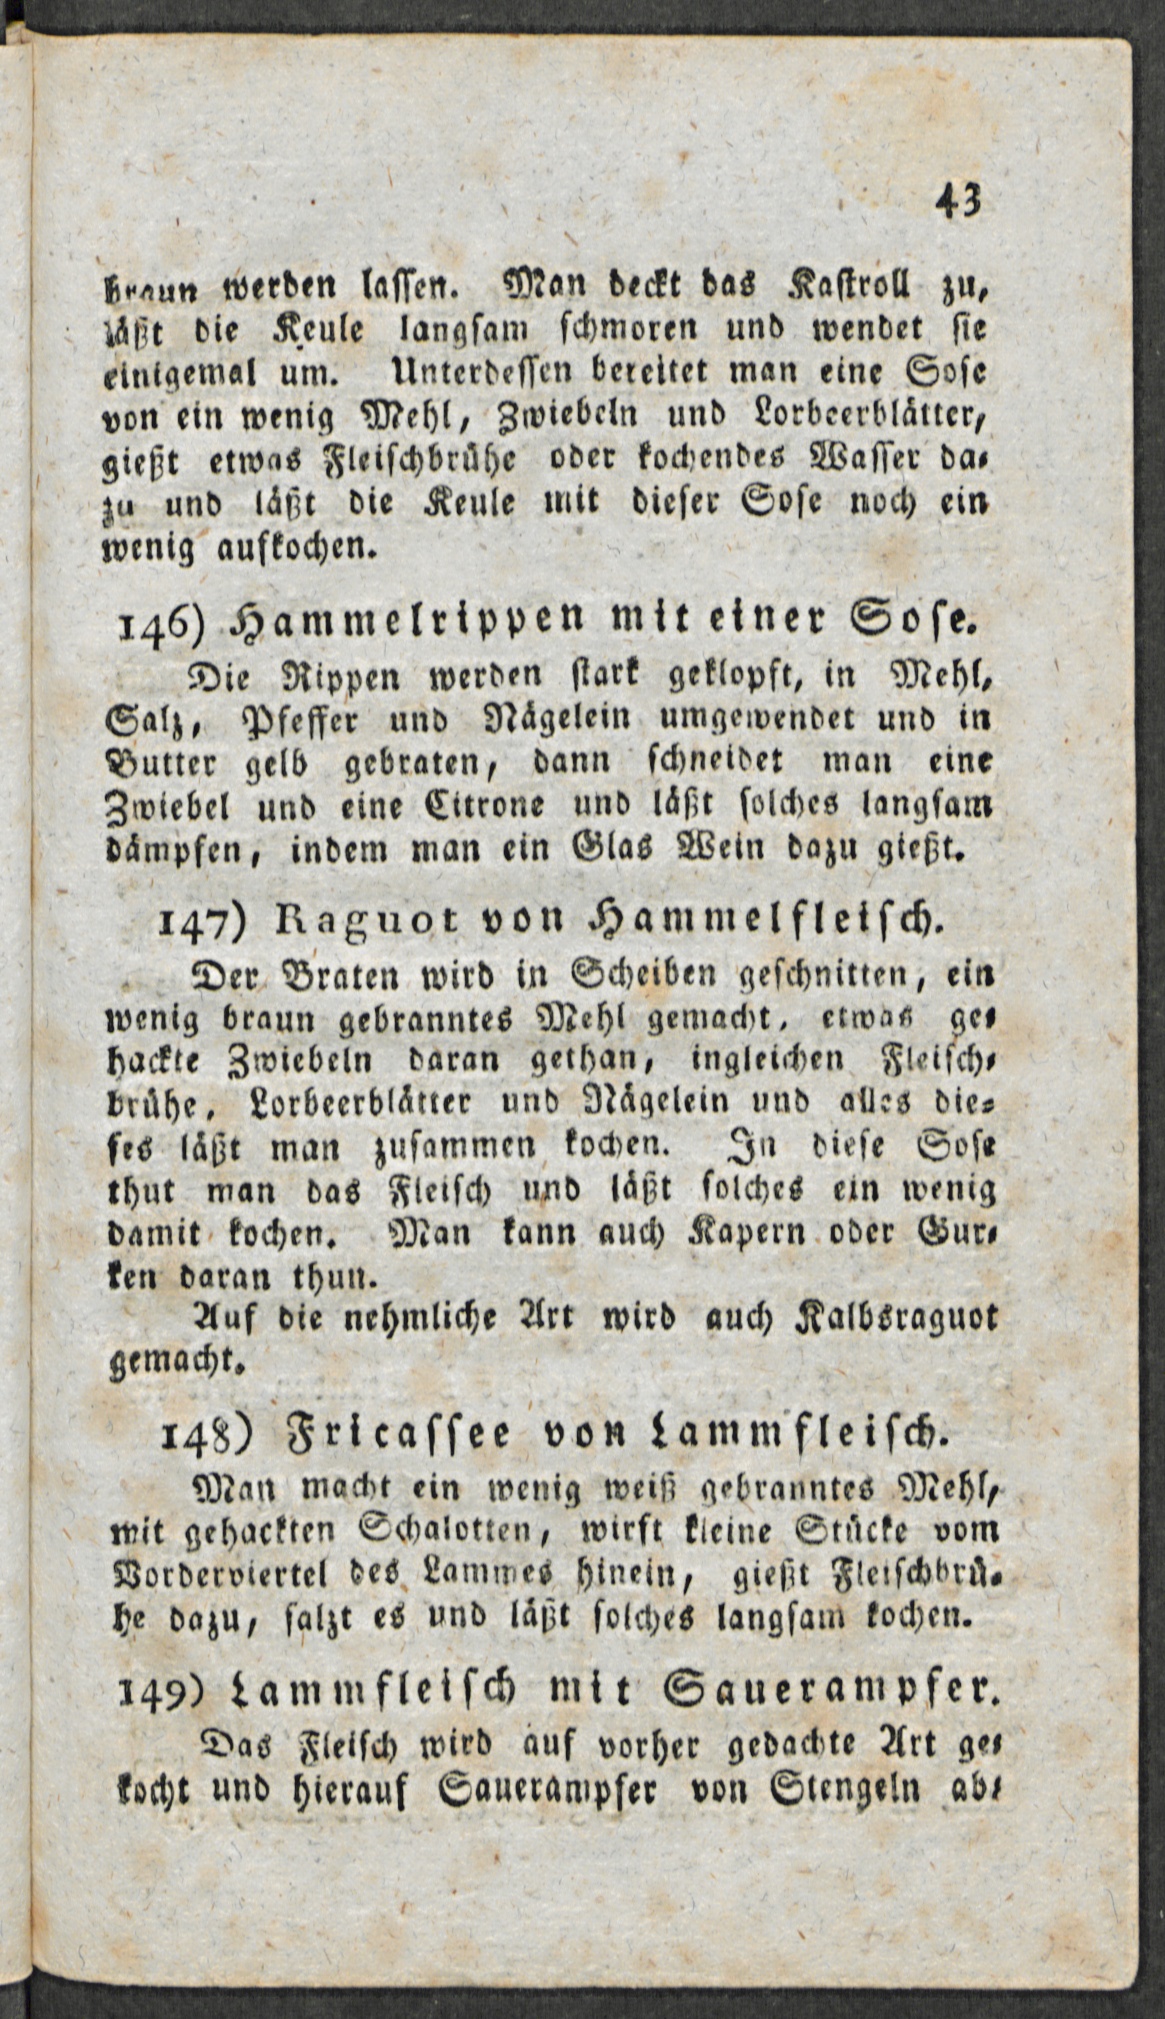 43
braun werden lassen. Man deckt das Kastroll zu,
läßt die Keule langsam schmoren und wendet sie
einigemal um. Unterdessen bereitet man eine Sose
von ein wenig Mehl, Zwiebeln und Lorbeerblätter,
gießt etwas Fleischbrühe oder kochendes Wasser da-
zu und läßt die Keule mit dieser Sose noch ein
wenig aufkochen.
146) Hammelrippen mit einer Sose.
Die Rippen werden stark geklopft, in Mehl,
Salz, Pfeffer und Nägelein umgewendet und in
Butter gelb gebraten, dann schneidet man eine
Zwiebel und eine Citrone und läßt solches langsam
dämpfen, indem man ein Glas Wein dazu gießt.
147) Raguot von Hammelfleisch.
Der Braten wird in Scheiben geschnitten, ein
wenig braun gebranntes Mehl gemacht, etwas ge-
hackte Zwiebeln daran gethan, ingleichen Fleisch-
brühe, Lorbeerblätter und Nägelein und alles die-
ses läßt man zusammen kochen. In diese Sose
thut man das Fleisch und läßt solches ein wenig
damit kochen. Man kann auch Kapern oder Gur-
ken daran thun.
Auf die nehmliche Art wird auch Kalbsraguot
gemacht.
148) Fricassee von Lammfleisch.
Man macht ein wenig weiß gebranntes Mehl,
mit gehackten Schalotten, wirft kleine Stücke vom
Vorderviertel des Lammes hinein, gießt Fleischbrü-
he dazu, salzt es und läßt solches langsam kochen.
149) Lammfleisch mit Sauerampfer.
Das Fleisch wird auf vorher gedachte Art ge-
kocht und hierauf Sauerampfer von Stengeln ab-